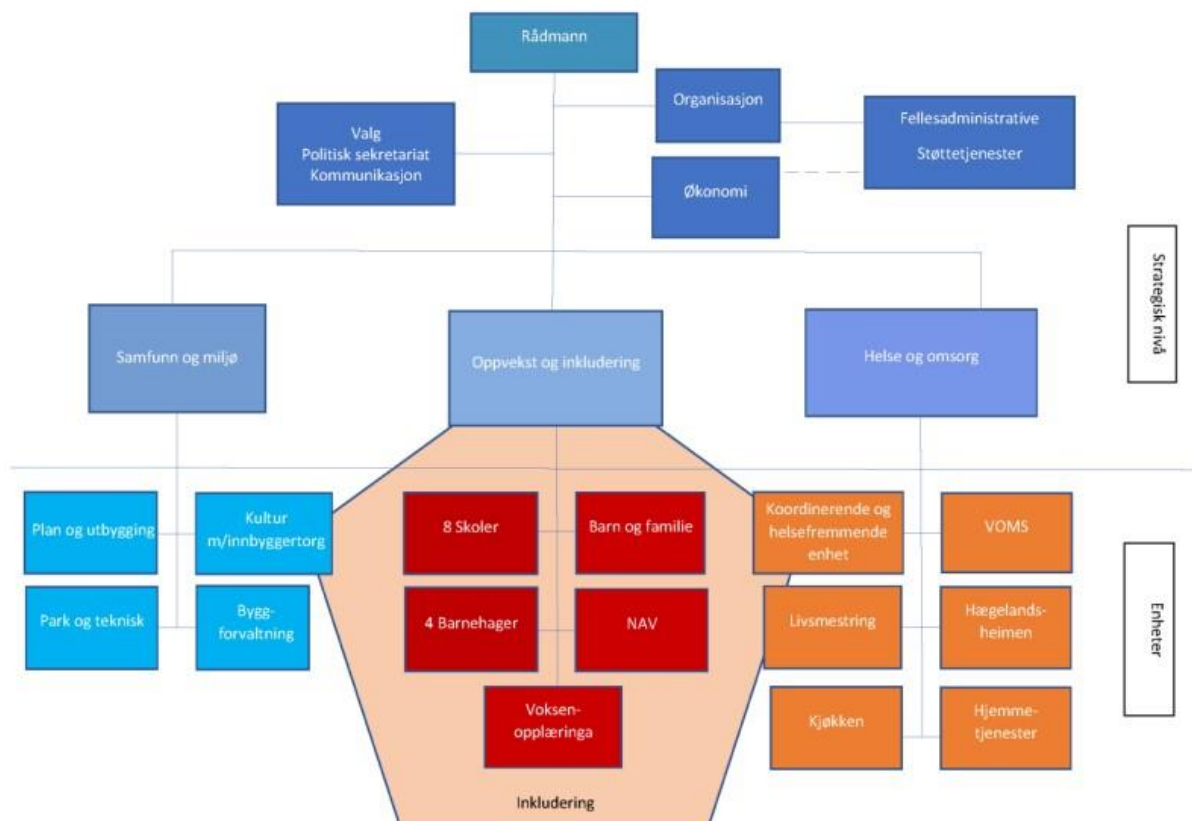 Rådmann
Organisasjon
Valg
Politisk sekretariat
Kommunikasjon
Fellesadministrative
Støttetjenester
Økonomi
Strategisk nivå
Samfunn og miljø
Oppvekst og inkludering
Helse og omsorg
Plan og utbygging
Kultur
m/innbyggertorg
8 Skoler
Barn og familie
Koordinerende og
helsefremmende
enhet
VOMS
Enheter
Park og teknisk
Bygg-
forvaltning
4 Barnehager
NAV
Livsmestring
Hægelands-
heimen
Voksen-
opplæringa
Kjøkken
Hjemme-
tjenester
Inkludering